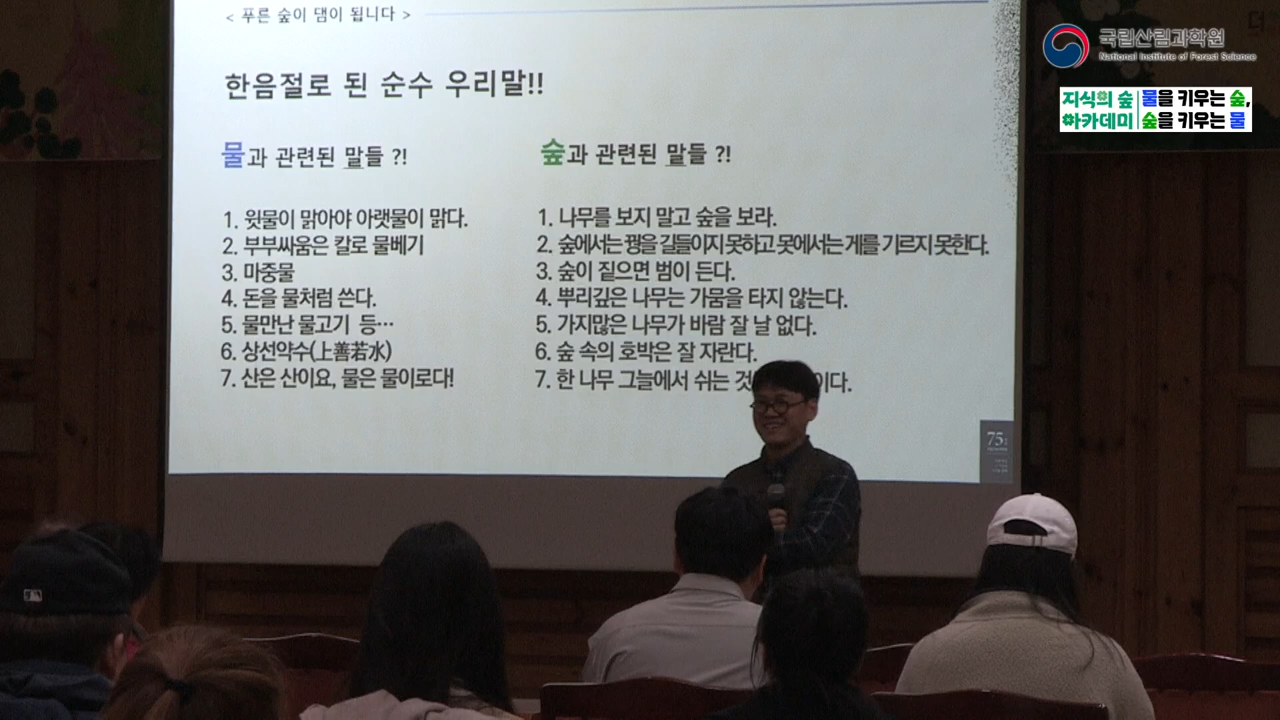 < 푸른 숲이 댐이 됩니다 >
국립산림과학원
National Institute of Forest Science
지식의 숲 아카데미
물을 키우는 숲,
숲을 키우는 물
한음절로 된 순수 우리말!!
물과 관련된 말들 ?!
1. 윗물이 맑아야 아랫물이 맑다.
2. 부부싸움은 칼로 물베기
3. 마중물
4. 돈을 물처럼 쓴다.
5. 물만난 물고기 등…
6. 상선약수(上善若水)
7. 산은 산이요, 물은 물이로다!
숲과 관련된 말들 ?!
1. 나무를 보지 말고 숲을 보라.
2. 숲에서는 꿩을 길들이지 못하고 못에서는 게를 기르지 못한다.
3. 숲이 짙으면 범이 든다.
4. 뿌리깊은 나무는 가뭄을 타지 않는다.
5. 가지많은 나무가 바람 잘 날 없다.
6. 숲 속의 호박은 잘 자란다.
7. 한 나무 그늘에서 쉬는 것 이다.
75